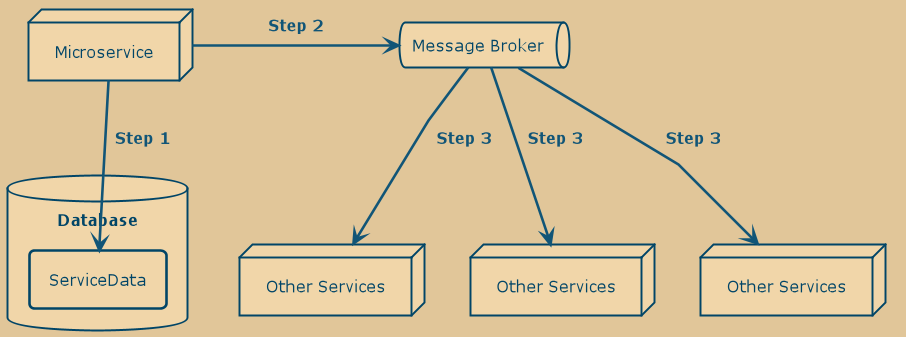 Step 2
Microservice
Message Broker
Step 1
Step 3
Step 3
Step 3
Database
ServiceData
Other Services
Other Services
Other Services